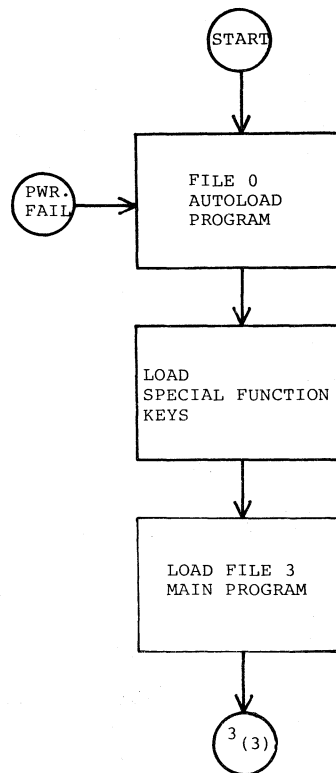 START
PWR.
FAIL
FILE 0
AUTOLOAD
PROGRAM
LOAD
SPECIAL FUNCTION
KEYS
LOAD FILE 3
MAIN PROGRAM
3 (3)